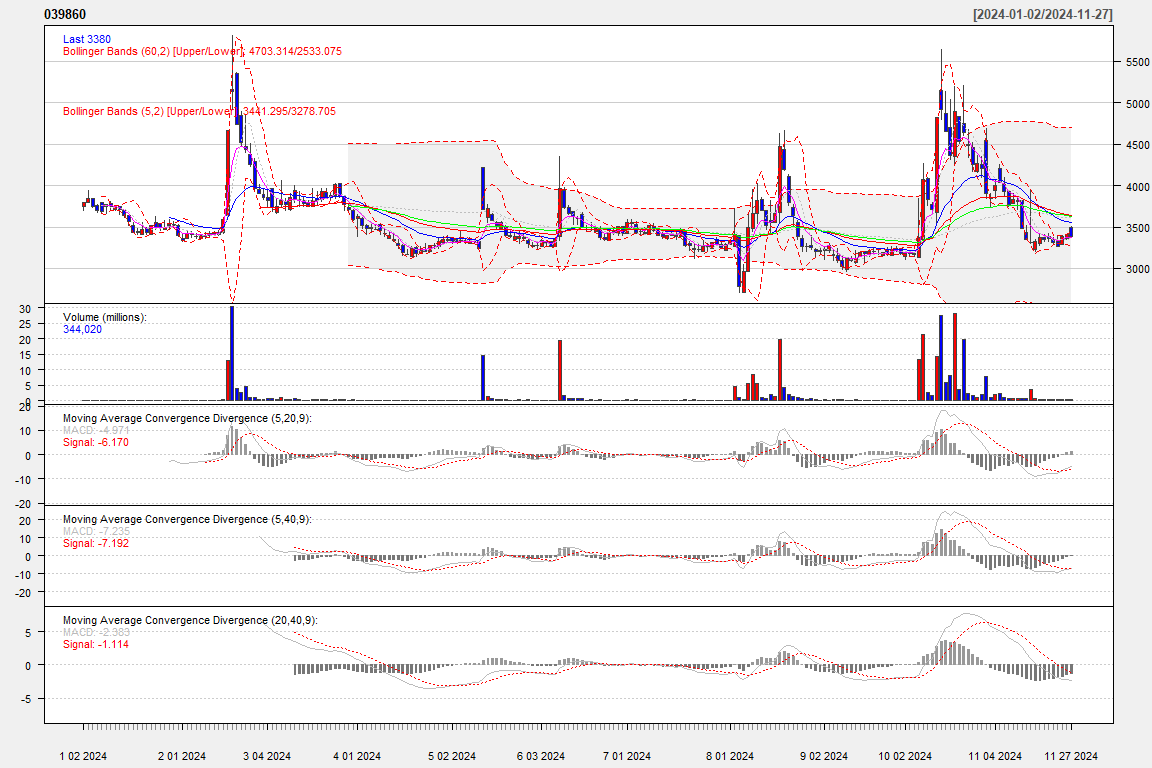 039860
[2024-01-02/2024-11-27]
Last 3380
Bollinger Bands (60,2) [Upper/Lower]: 4703.314/2533.075
Bollinger Bands (5,2) [Upper/Lower]: 3441.295/3278.705
5500
5000
4500
4000
3500
3000
Volume (millions):
344,020
30
25
20
15
10
5
0
Moving Average Convergence Divergence (5,20,9):
MACD: -4.971
Signal: -6.170
20
10
0
-10
-20
Moving Average Convergence Divergence (5,40,9):
MACD: -7.235
Signal: -7.192
20
10
0
-10
-20
Moving Average Convergence Divergence (20,40,9):
MACD: -2.383
Signal: -1.114
5
0
-5
1 02 2024
2 01 2024
3 04 2024
4 01 2024
5 02 2024
6 03 2024
7 01 2024
8 01 2024
9 02 2024
10 02 2024
11 04 2024
11 27 2024